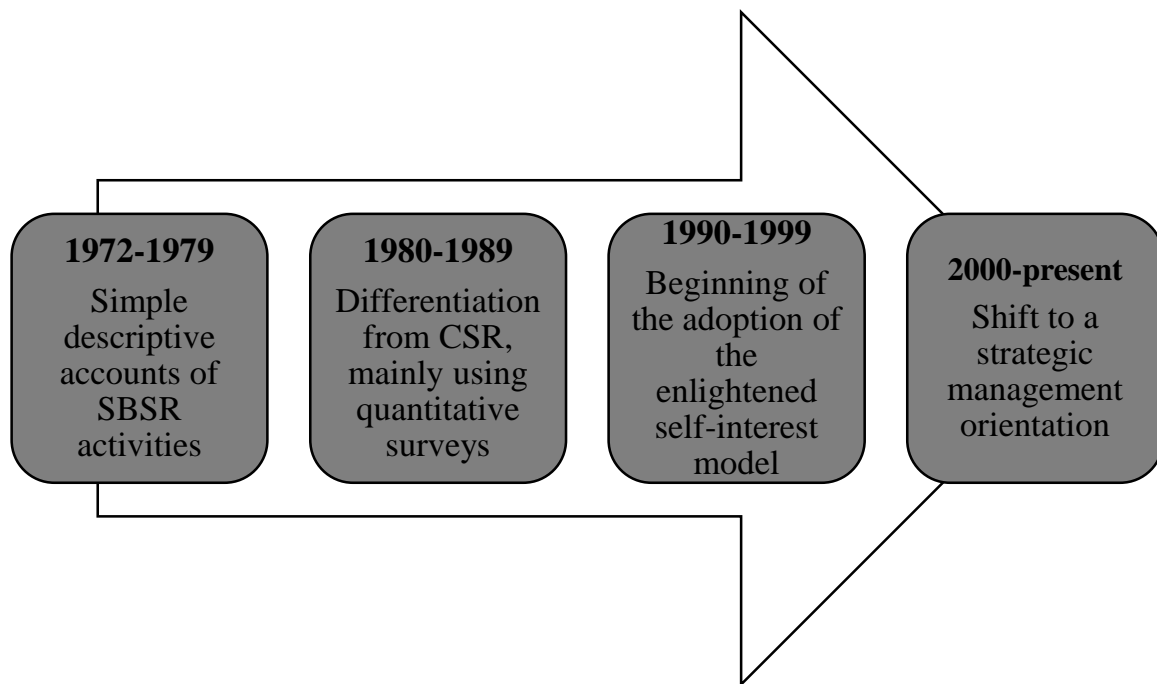 1972-1979
Simple
descriptive
accounts of
SBSR
activities
1980-1989
Differentiation
from CSR,
mainly using
quantitative
surveys
1990-1999
Beginning of
the adoption of
the
enlightened
self-interest
model
2000-present
Shift to a
strategic
management
orientation